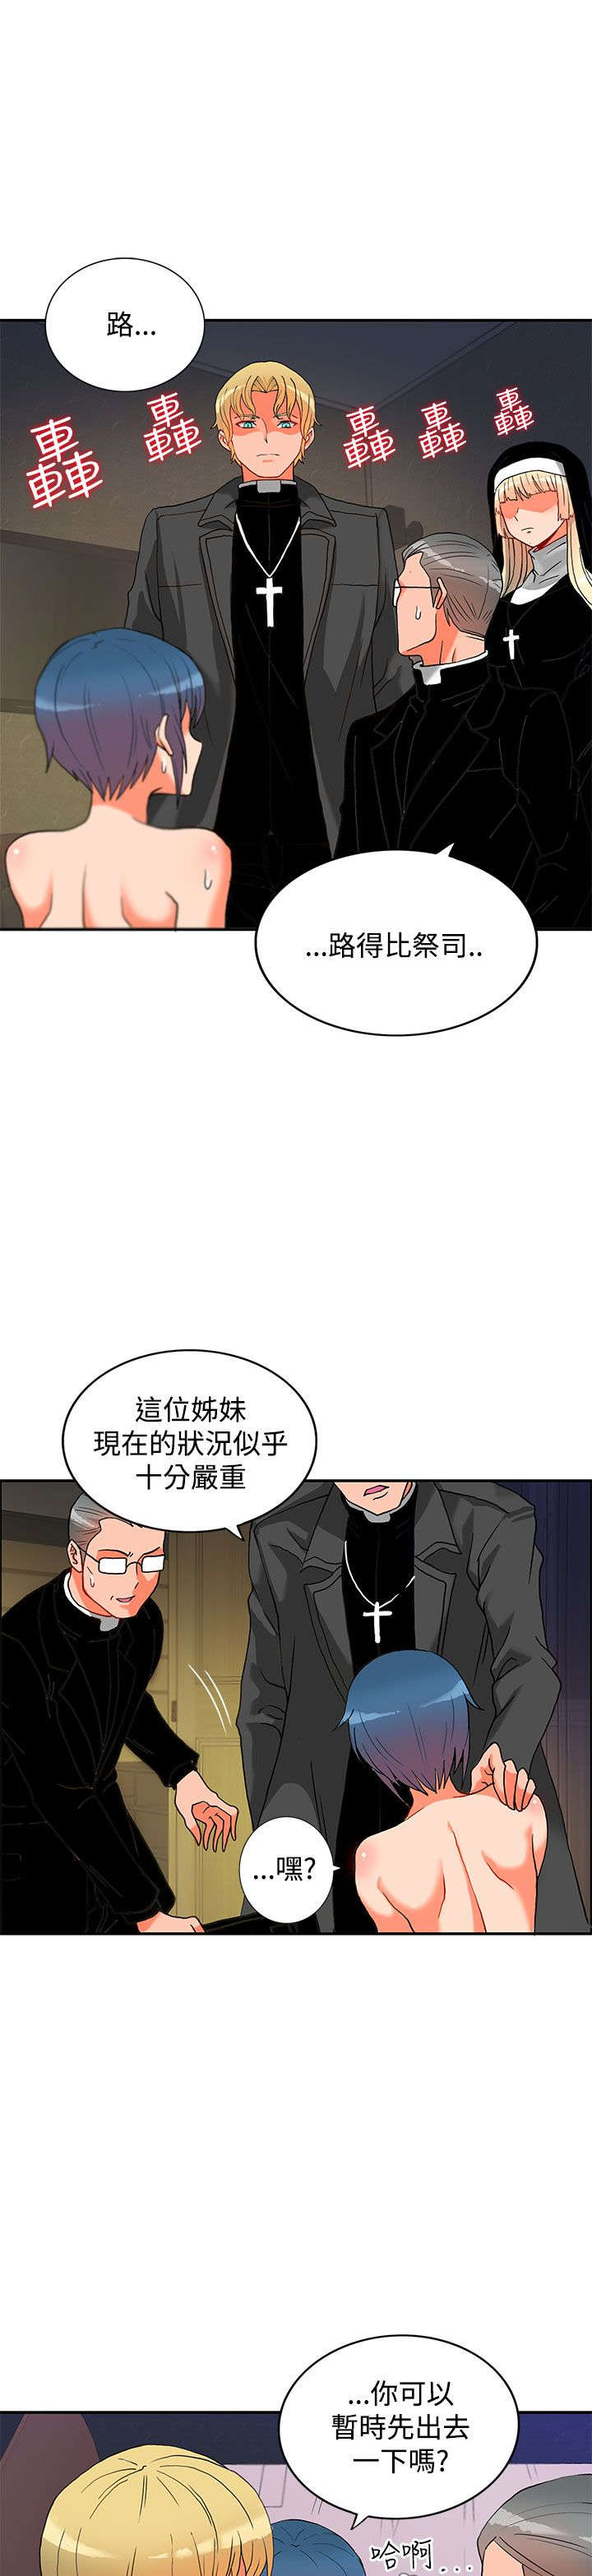 路...
轟
轟
轟
轟
轟
...路得比祭司..
這位姊妹
現在的狀況似乎
十分嚴重
...嘿?
...你可以
暫時先出去
一下嗎?
哈啊...